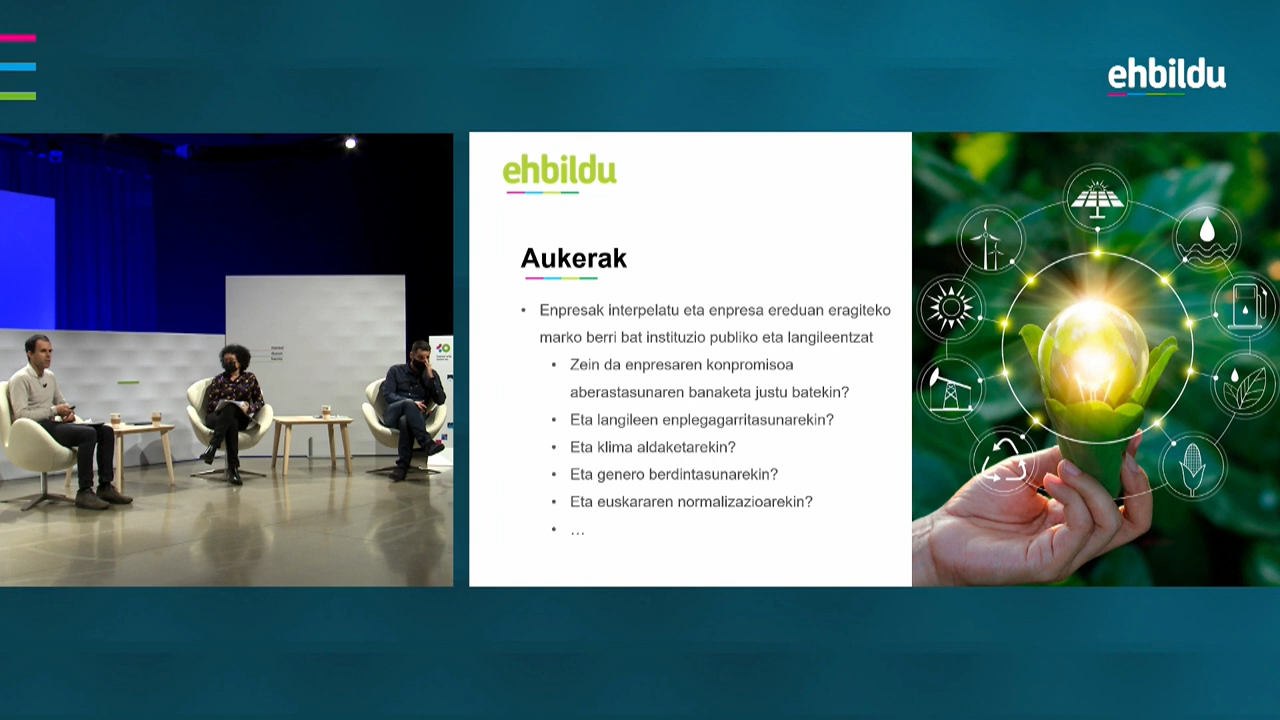 ehbildu
ehbildu
Aukerak
• Enpresak interpelatu eta enpresa ereduan eragiteko
marko berri bat instituzio publiko eta langileentzat
• Zein da enpresaren konpromisoa
aberastasunaren banaketa justu batekin?
• Eta langileen enplegagarritasunarekin?
• Eta klima aldaketarekin?
• Eta genero berdintasunarekin?
• Eta euskararen normalizazioarekin?
• …